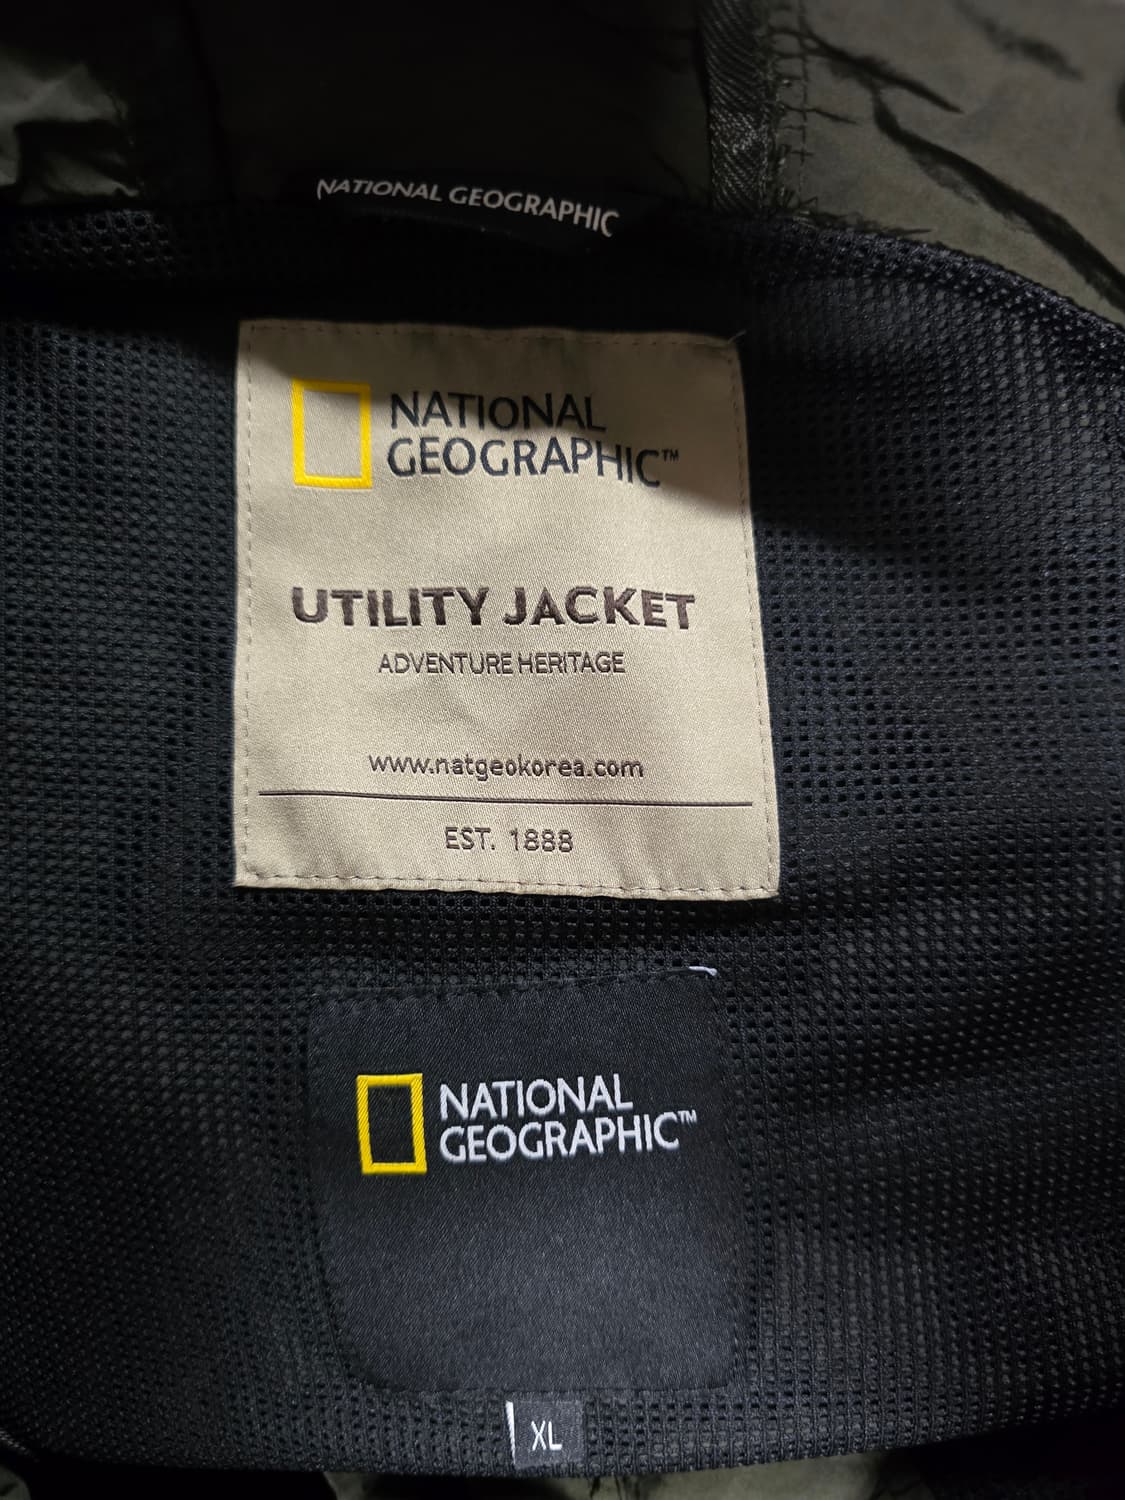 NATIONAL GEOGRAPHIC
NATIONAL
GEOGRAPHIC™
UTILITY JACKET
ADVENTURE HERITAGE
www.natgeokorea.com
EST. 1888
NATIONAL
GEOGRAPHIC™
XL